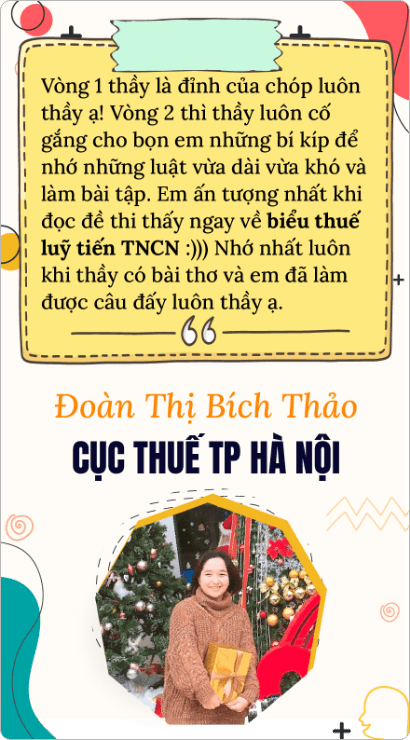 Vòng 1 thầy là đỉnh của chóp luôn
thầy ạ! Vòng 2 thì thầy luôn cố
gắng cho bọn em những bí kíp để
nhớ những luật vừa dài vừa khó và
làm bài tập. Em ấn tượng nhất khi
đọc đề thi thấy ngay về biểu thuế
luỹ tiến TNCN :))) Nhớ nhất luôn
khi thầy có bài thơ và em đã làm
được câu đấy luôn thầy ạ.
Đoàn Thị Bích Thảo
CỤC THUẾ TP HÀ NỘI